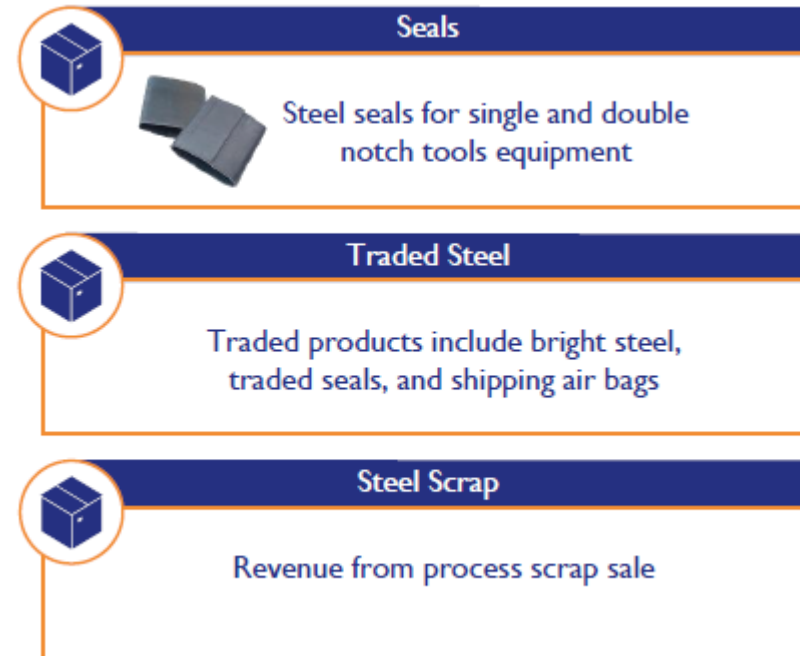 Seals
Steel seals for single and double
notch tools equipment
Traded Steel
Traded products include bright steel,
traded seals, and shipping air bags
Steel Scrap
Revenue from process scrap sale